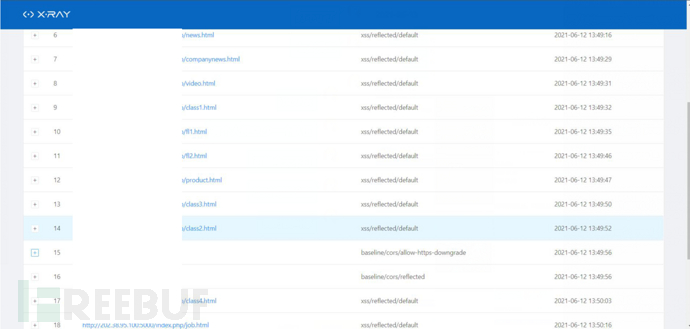 X-RAY
6 /news.html xss/reflected/default 2021-06-12 13:49:16
7 /companynews.html xss/reflected/default 2021-06-12 13:49:29
8 /video.html xss/reflected/default 2021-06-12 13:49:31
9 /class1.html xss/reflected/default 2021-06-12 13:49:32
10 /fl1.html xss/reflected/default 2021-06-12 13:49:35
11 /fl2.html xss/reflected/default 2021-06-12 13:49:46
12 /product.html xss/reflected/default 2021-06-12 13:49:47
13 /class3.html xss/reflected/default 2021-06-12 13:49:50
14 /class2.html xss/reflected/default 2021-06-12 13:49:52
15 baseline/cors/allow-https-downgrade 2021-06-12 13:49:56
16 baseline/cors/reflected 2021-06-12 13:49:56
FREEBUF
17 /class4.html xss/reflected/default 2021-06-12 13:50:03
18 /job.html xss/reflected/default 2021-06-12 13:50:16